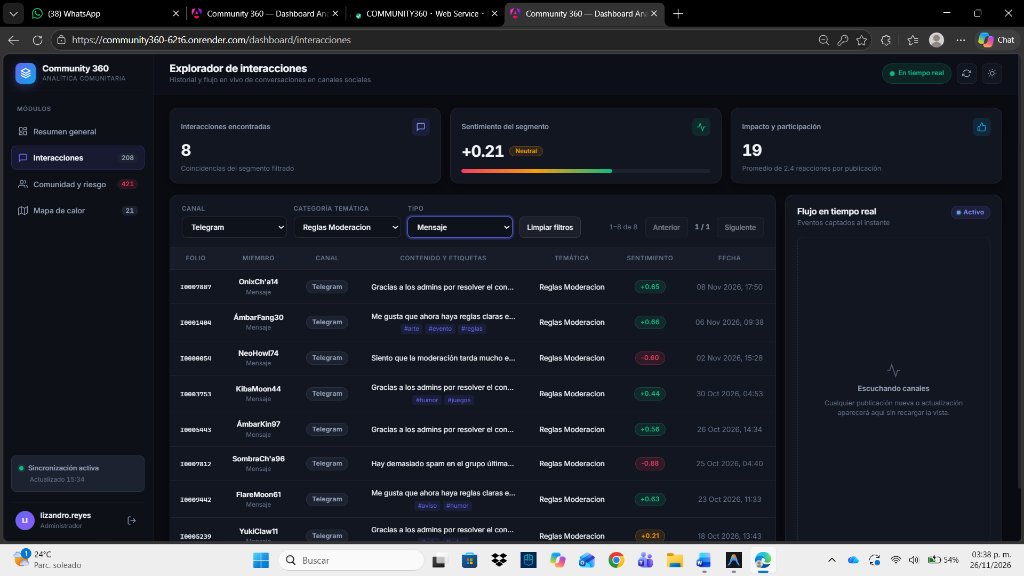 (38) WhatsApp
Community 360 — Dashboard An
COMMUNITY360 · Web Service ·
Community 360 — Dashboard An
https://community360-62t6.onrender.com/dashboard/interacciones
Chat
Community 360
ANALÍTICA COMUNITARIA
MÓDULOS
Resumen general
Interacciones 208
Comunidad y riesgo 421
Mapa de calor 21
Sincronización activa
Actualizado 15:34
LI
lizandro.reyes
Administrador
Explorador de interacciones
Historial y flujo en vivo de conversaciones en canales sociales
En tiempo real
Interacciones encontradas
8
Coincidencias del segmento filtrado
Sentimiento del segmento
+0.21 Neutral
Impacto y participación
19
Promedio de 2.4 reacciones por publicación
CANAL CATEGORÍA TEMÁTICA TIPO
Telegram Reglas Moderacion Mensaje Limpiar filtros 1–8 de 8 Anterior 1 / 1 Siguiente
FOLIO MIEMBRO CANAL CONTENIDO Y ETIQUETAS TEMÁTICA SENTIMIENTO FECHA
I0007887 OnixCh'a14 Mensaje Telegram Gracias a los admins por resolver el con... Reglas Moderacion +0.65 08 Nov 2026, 17:50
I0001404 ÁmbarFang30 Mensaje Telegram Me gusta que ahora haya reglas claras e... #arte #evento #reglas Reglas Moderacion +0.66 06 Nov 2026, 09:38
I0000054 NeoHowl74 Mensaje Telegram Siento que la moderación tarda mucho e... Reglas Moderacion -0.60 02 Nov 2026, 15:28
I0003753 KibaMoon44 Mensaje Telegram Gracias a los admins por resolver el con... #humor #juegos Reglas Moderacion +0.44 30 Oct 2026, 04:53
I0005443 ÁmbarKin97 Mensaje Telegram Gracias a los admins por resolver el con... Reglas Moderacion +0.56 26 Oct 2026, 14:34
I0007812 SombraCh'a96 Mensaje Telegram Hay demasiado spam en el grupo última... Reglas Moderacion -0.88 25 Oct 2026, 04:40
I0009442 FlareMoon61 Mensaje Telegram Me gusta que ahora haya reglas claras e... #aviso #humor Reglas Moderacion +0.63 23 Oct 2026, 11:33
I0005239 YukiClaw11 Telegram Gracias a los admins por resolver el con... Reglas Moderacion +0.21 18 Oct 2026, 13:43
Flujo en tiempo real Activo
Eventos captados al instante
Escuchando canales
Cualquier publicación nueva o actualización
aparecerá aquí sin recargar la vista.
1
24°C
Parc. soleado
Buscar
54%
03:38 p. m.
26/11/2026